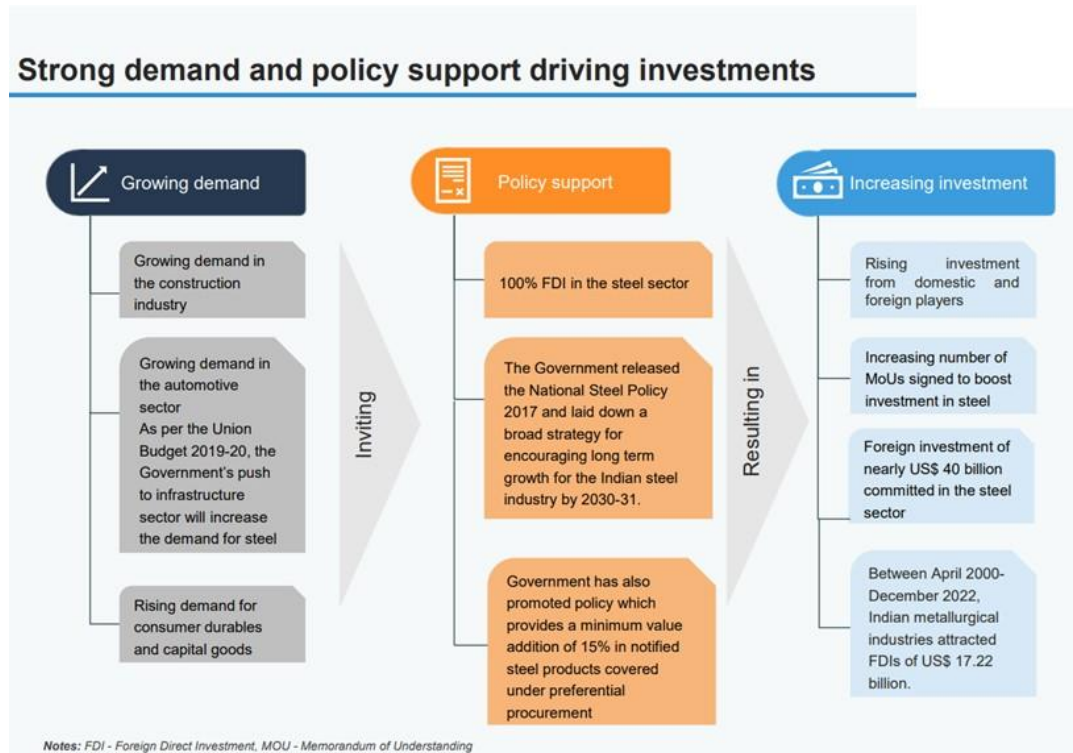 Strong demand and policy support driving investments
Growing demand
Growing demand in
the construction
industry
Growing demand in
the automotive
sector
As per the Union
Budget 2019-20, the
Government's push
to infrastructure
sector will increase
the demand for steel
Rising demand for
consumer durables
and capital goods
Inviting
Policy support
100% FDI in the steel sector
The Government released
the National Steel Policy
2017 and laid down a
broad strategy for
encouraging long term
growth for the Indian steel
industry by 2030-31.
Government has also
promoted policy which
provides a minimum value
addition of 15% in notified
steel products covered
under preferential
procurement
Resulting in
Increasing investment
Rising investment
from domestic and
foreign players
Increasing number of
MoUs signed to boost
investment in steel
Foreign investment of
nearly US$ 40 billion
committed in the steel
sector
Between April 2000-
December 2022,
Indian metallurgical
industries attracted
FDIs of US$ 17.22
billion.
Notes: FDI - Foreign Direct Investment, MOU - Memorandum of Understanding